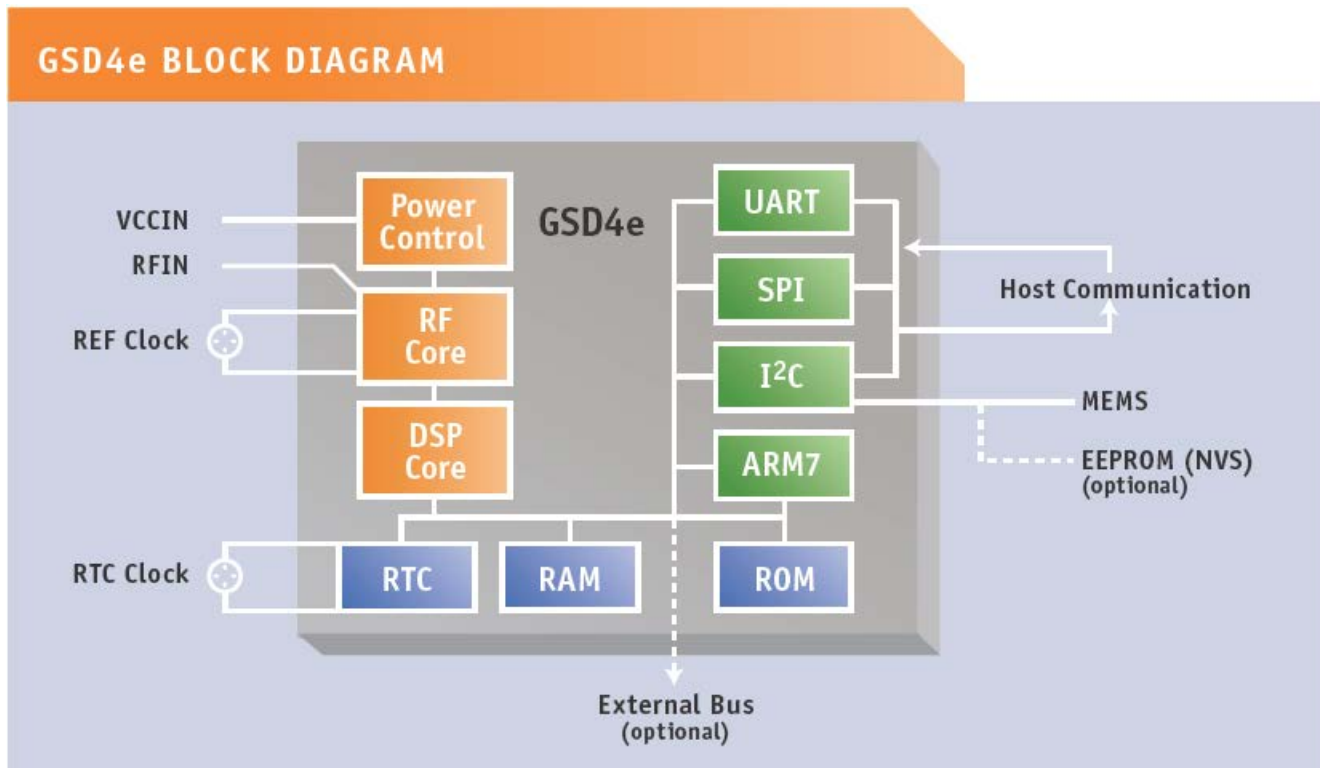 GSD4e BLOCK DIAGRAM
VCCIN
RFIN
REF Clock
RTC Clock
Power
Control
RF
Core
DSP
Core
GSD4e
UART
SPI
I²C
ARM7
RTC
RAM
ROM
Host Communication
MEMS
EEPROM (NVS)
(optional)
External Bus
(optional)